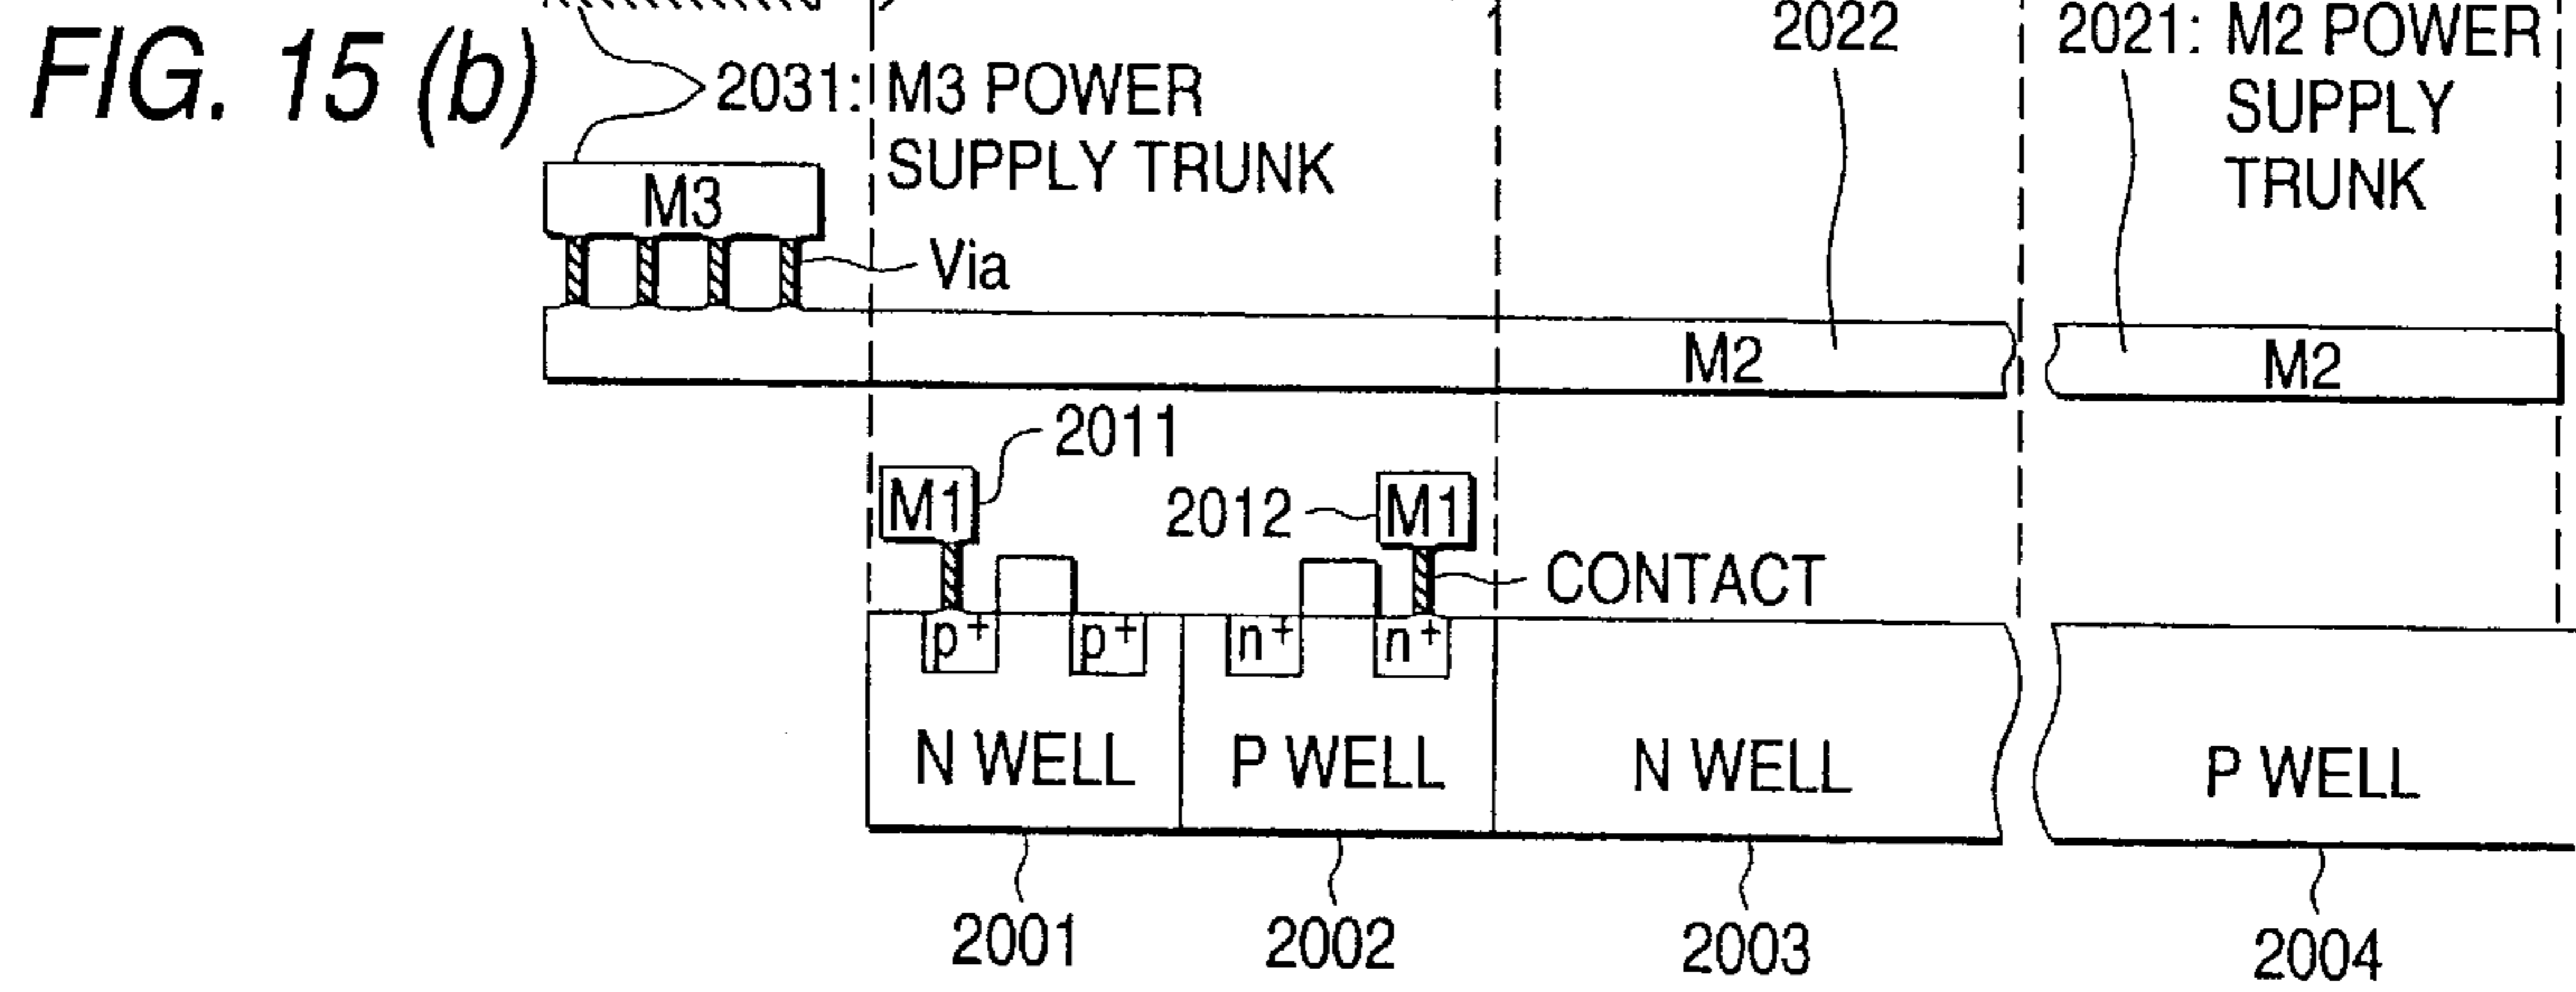 FIG. 15 (b)
2031: M3 POWER
SUPPLY TRUNK
2022
2021: M2 POWER
SUPPLY
TRUNK
M3
Via
M2
M2
2011
M1
2012
M1
CONTACT
p+
p+
n+
n+
N WELL
P WELL
N WELL
P WELL
2001
2002
2003
2004